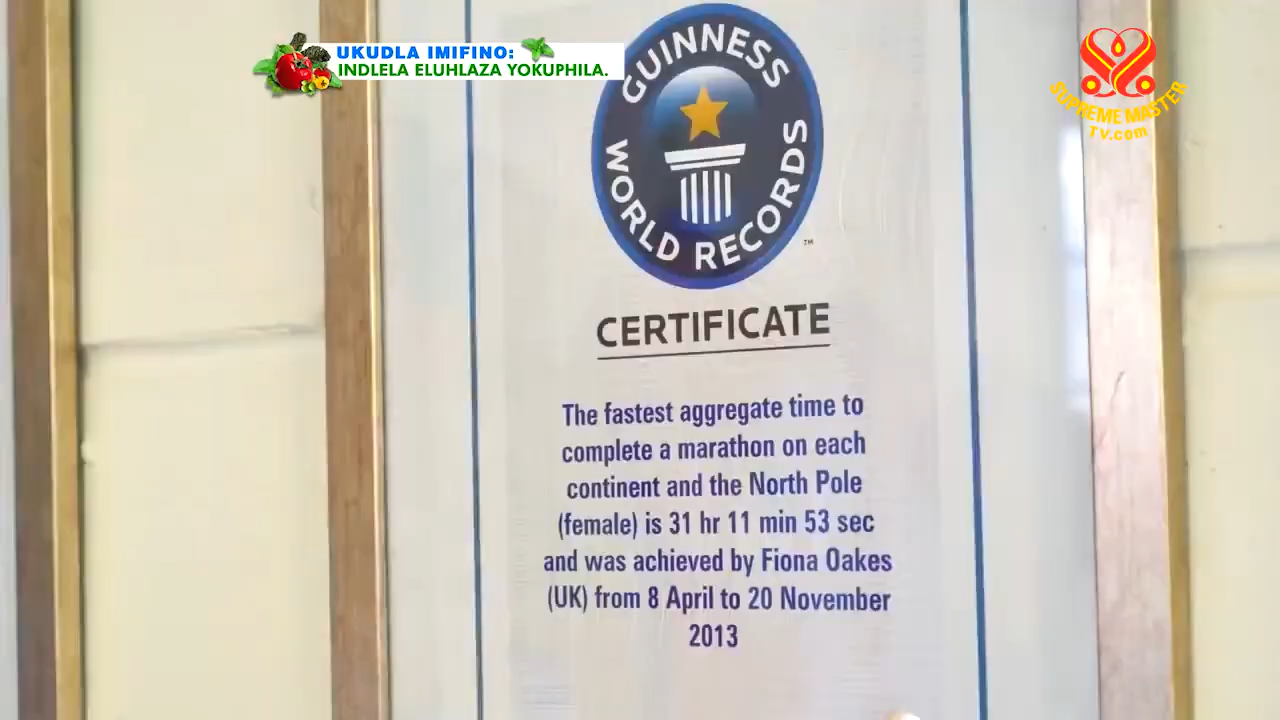 UKUDLA IMIFINO:
INDLELA ELUHLAZA YOKUPHILA.
SUPREME MASTER
TV.com
GUINNESS
WORLD RECORDS
TM
CERTIFICATE
The fastest aggregate time to
complete a marathon on each
continent and the North Pole
(female) is 31 hr 11 min 53 sec
and was achieved by Fiona Oakes
(UK) from 8 April to 20 November
2013